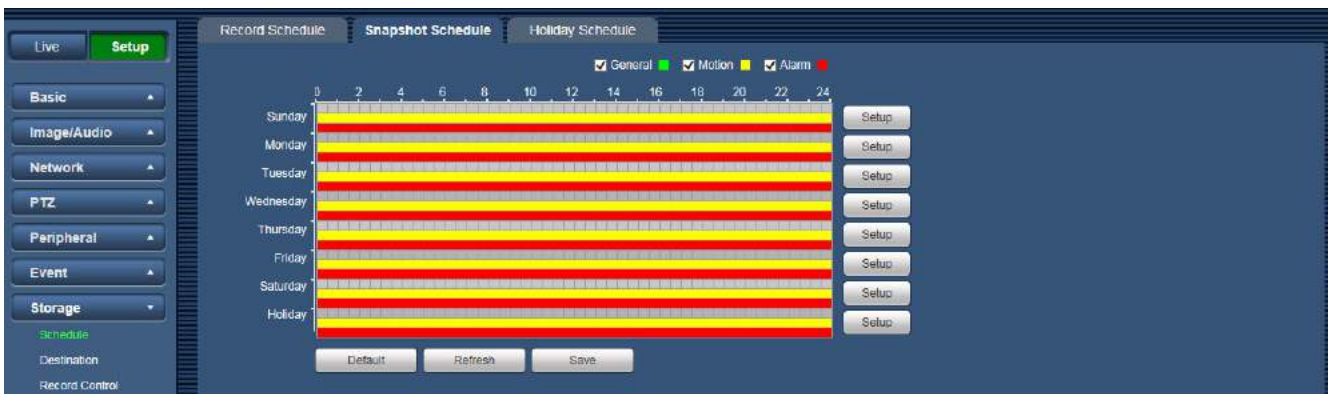 Live Setup
Record Schedule Snapshot Schedule Holiday Schedule
General Motion Alarm
0 2 4 6 8 10 12 14 16 18 20 22 24
Basic
Image/Audio
Network
PTZ
Peripheral
Event
Storage
Schedule
Destination
Record Control
Sunday Setup
Monday Setup
Tuesday Setup
Wednesday Setup
Thursday Setup
Friday Setup
Saturday Setup
Holiday Setup
Default Refresh Save